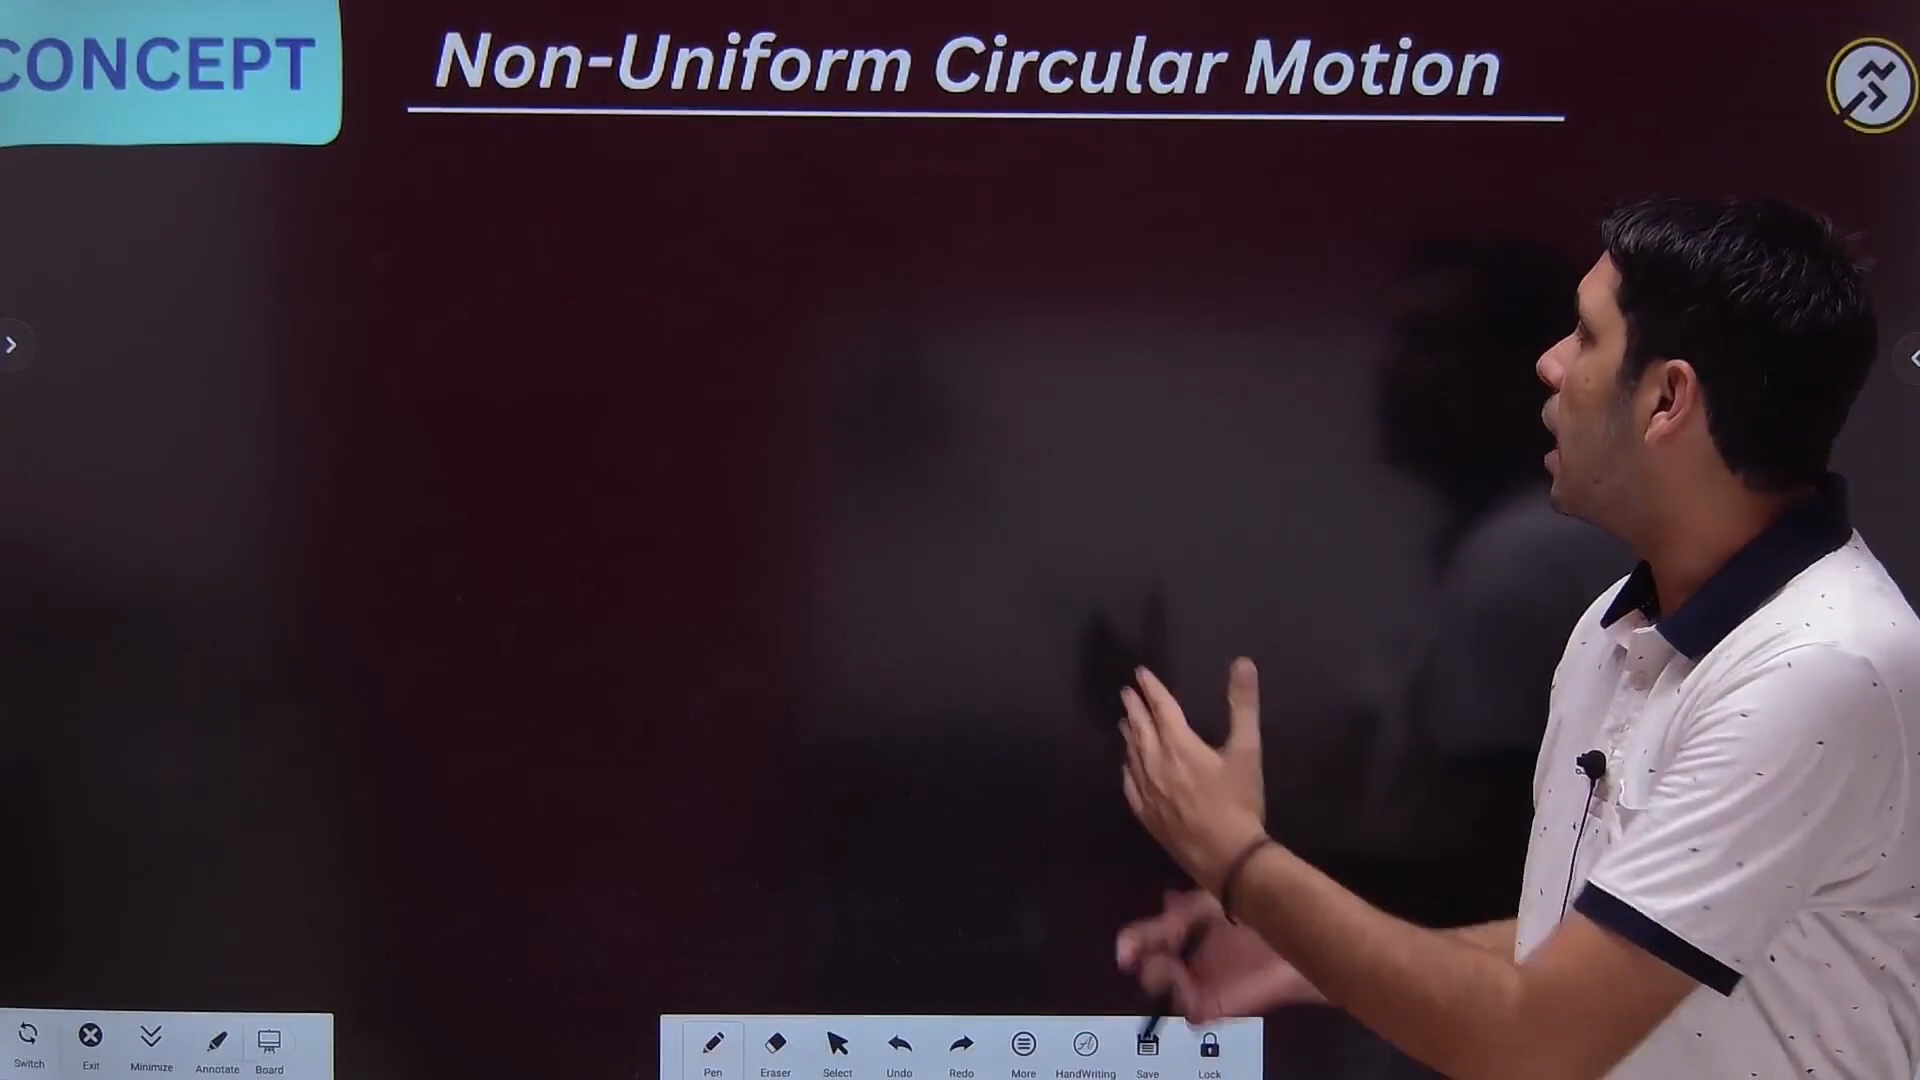 CONCEPT
Non-Uniform Circular Motion
Switch
Exit
Minimize
Annotate
Board
Pen
Eraser
Select
Undo
Redo
More
HandWriting
Save
Lock